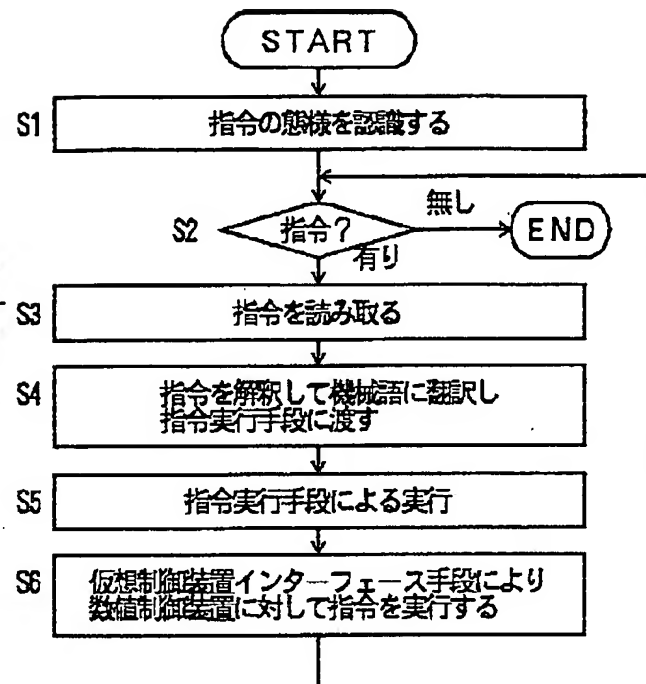 START
S1 指令の態様を認識する
S2 指令? 無し END
有り
S3 指令を読み取る
S4 指令を解釈して機械語に翻訳し
指令実行手段に渡す
S5 指令実行手段による実行
S6 仮想制御装置インターフェース手段により
数値制御装置に対して指令を実行する